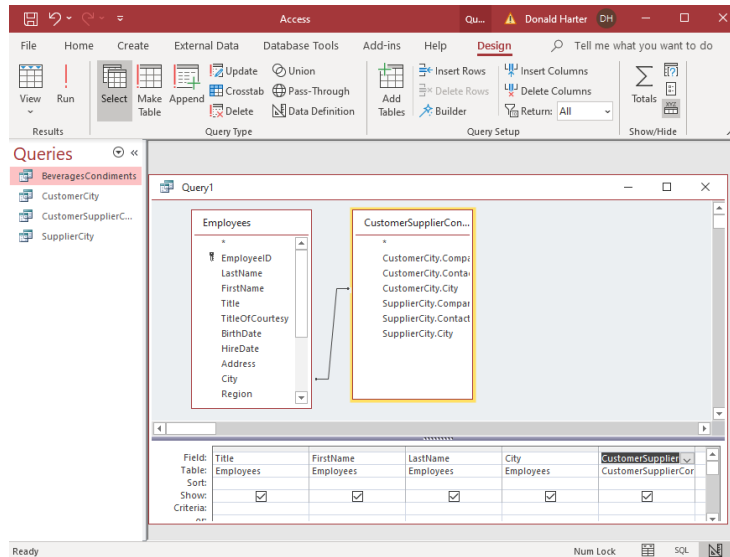 Access
Qu...
Donald Harter
DH
File Home Create External Data Database Tools Add-ins Help Design Tell me what you want to do
View
Run
Select
Make Table
Append
Update
Crosstab
Delete
Union
Pass-Through
Data Definition
Add Tables
Insert Rows
Delete Rows
Builder
Insert Columns
Delete Columns
Return: All
Totals
Results Query Type Query Setup Show/Hide
Queries
BeveragesCondiments
CustomerCity
CustomerSupplierC...
SupplierCity
Query1
Employees
*
EmployeeID
LastName
FirstName
Title
TitleOfCourtesy
BirthDate
HireDate
Address
City
Region
CustomerSupplierCon...
*
CustomerCity.Compa
CustomerCity.Conta
CustomerCity.City
SupplierCity.Compar
SupplierCity.Contact
SupplierCity.City
Field: Title FirstName LastName City CustomerSupplier
Table: Employees Employees Employees Employees CustomerSupplierCor
Sort:
Show:
Criteria:
or:
Ready Num Lock SQL